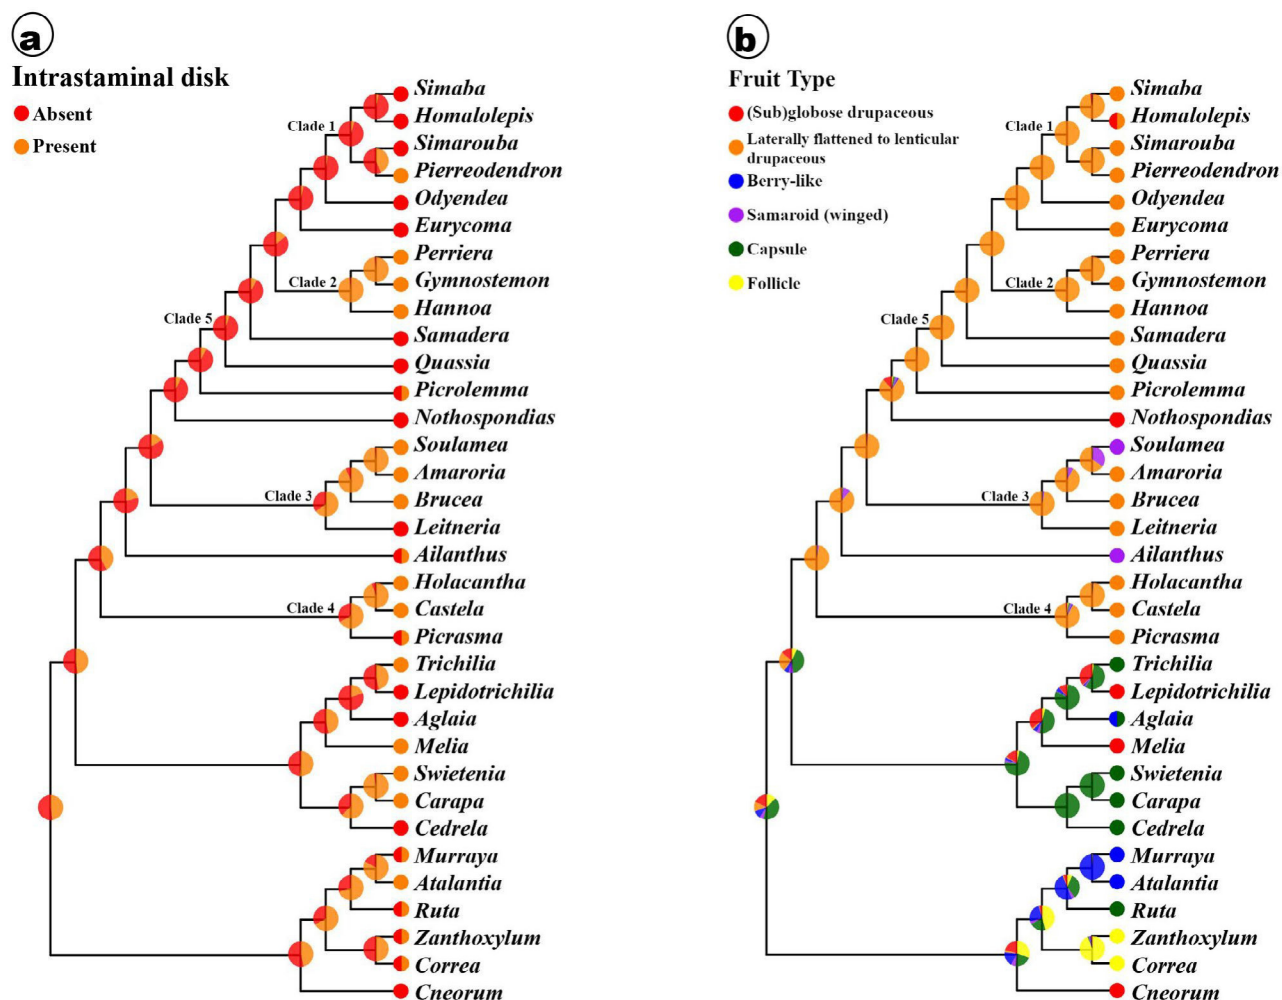 a
Intrastaminal disk
Absent
Present
Simaba
Homalolepis
Clade 1
Simarouba
Pierreodendron
Odyendea
Eurycoma
Perriera
Clade 2
Gymnostemon
Hannoa
Clade 5
Samadera
Quassia
Picrolemma
Nothospondias
Soulamea
Amaroria
Clade 3
Brucea
Leitneria
Ailanthus
Holacantha
Clade 4
Castela
Picrasma
Trichilia
Lepidotrichilia
Aglaia
Melia
Swietenia
Carapa
Cedrela
Murraya
Atalantia
Ruta
Zanthoxylum
Correa
Cneorum
b
Fruit Type
(Sub)globose drupaceous
Laterally flattened to lenticular
drupaceous
Berry-like
Samaroid (winged)
Capsule
Follicle
Simaba
Homalolepis
Clade 1
Simarouba
Pierreodendron
Odyendea
Eurycoma
Perriera
Clade 2
Gymnostemon
Hannoa
Clade 5
Samadera
Quassia
Picrolemma
Nothospondias
Soulamea
Amaroria
Clade 3
Brucea
Leitneria
Ailanthus
Holacantha
Clade 4
Castela
Picrasma
Trichilia
Lepidotrichilia
Aglaia
Melia
Swietenia
Carapa
Cedrela
Murraya
Atalantia
Ruta
Zanthoxylum
Correa
Cneorum